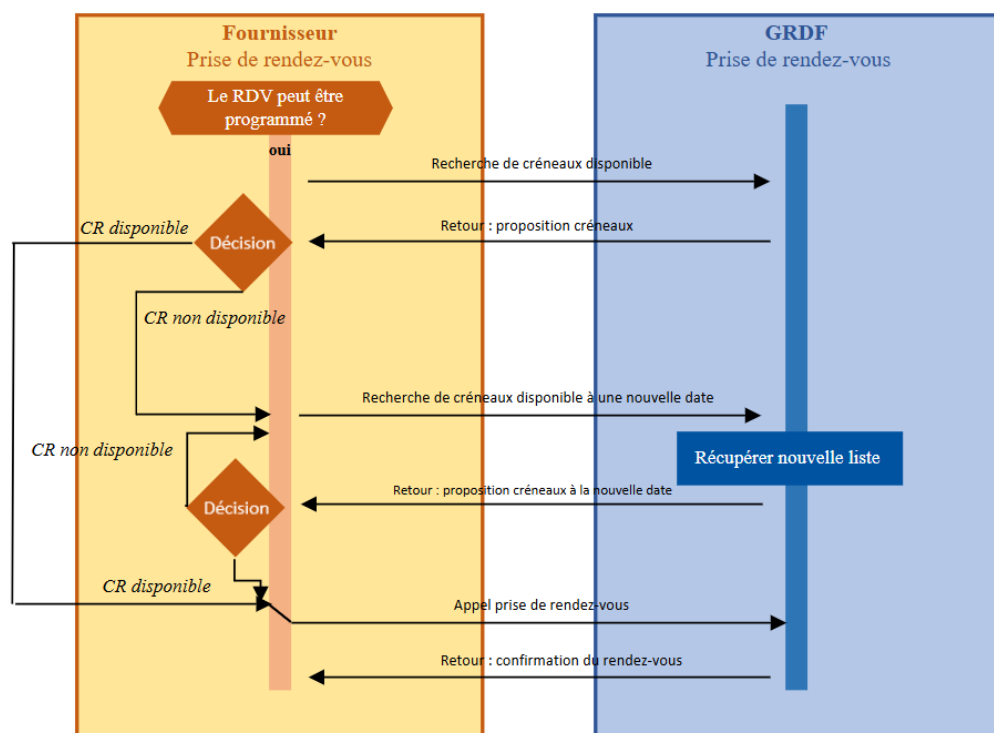 Fournisseur
Prise de rendez-vous
GRDF
Prise de rendez-vous
Le RDV peut être
programmé ?
oui
Recherche de créneaux disponible
CR disponible
Décision
Retour : proposition créneaux
CR non disponible
Recherche de créneaux disponible à une nouvelle date
CR non disponible
Récupérer nouvelle liste
Retour : proposition créneaux à la nouvelle date
Décision
CR disponible
Appel prise de rendez-vous
Retour : confirmation du rendez-vous